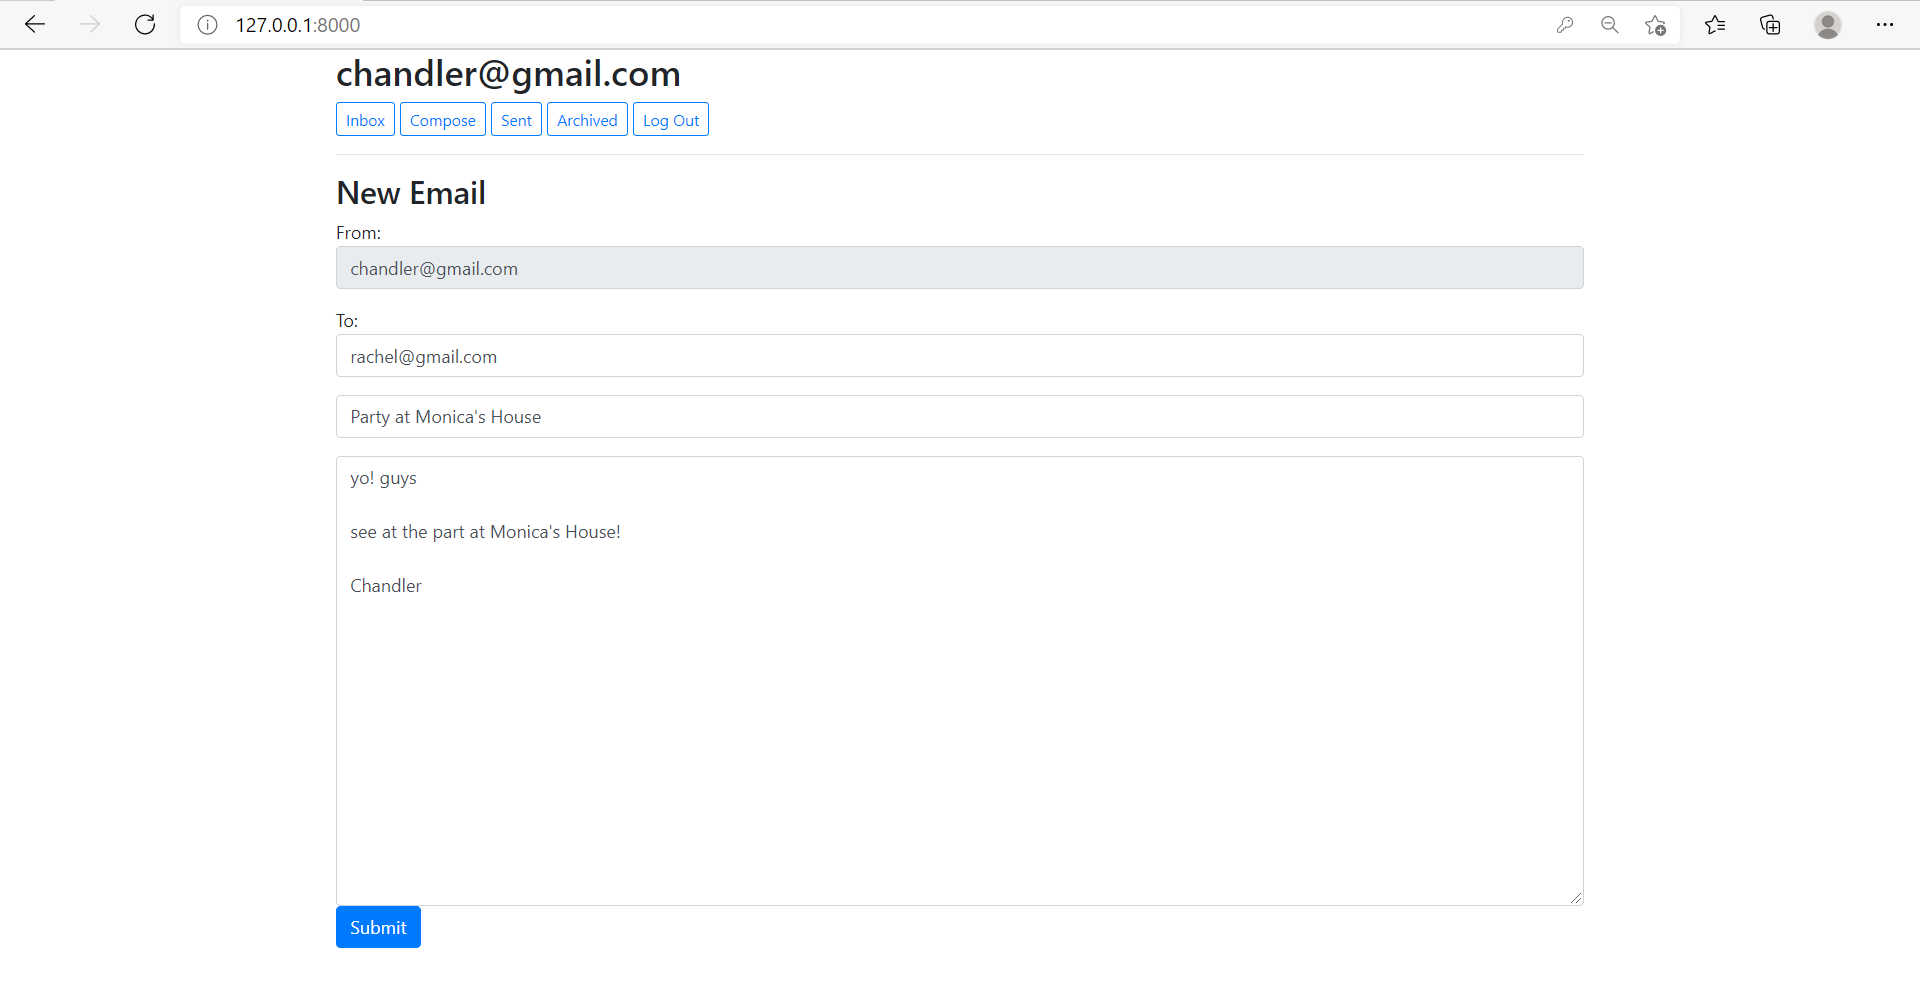 127.0.0.1:8000
chandler@gmail.com
Inbox Compose Sent Archived Log Out
New Email
From:
chandler@gmail.com
To:
rachel@gmail.com
Party at Monica's House
yo! guys
see at the part at Monica's House!
Chandler
Submit